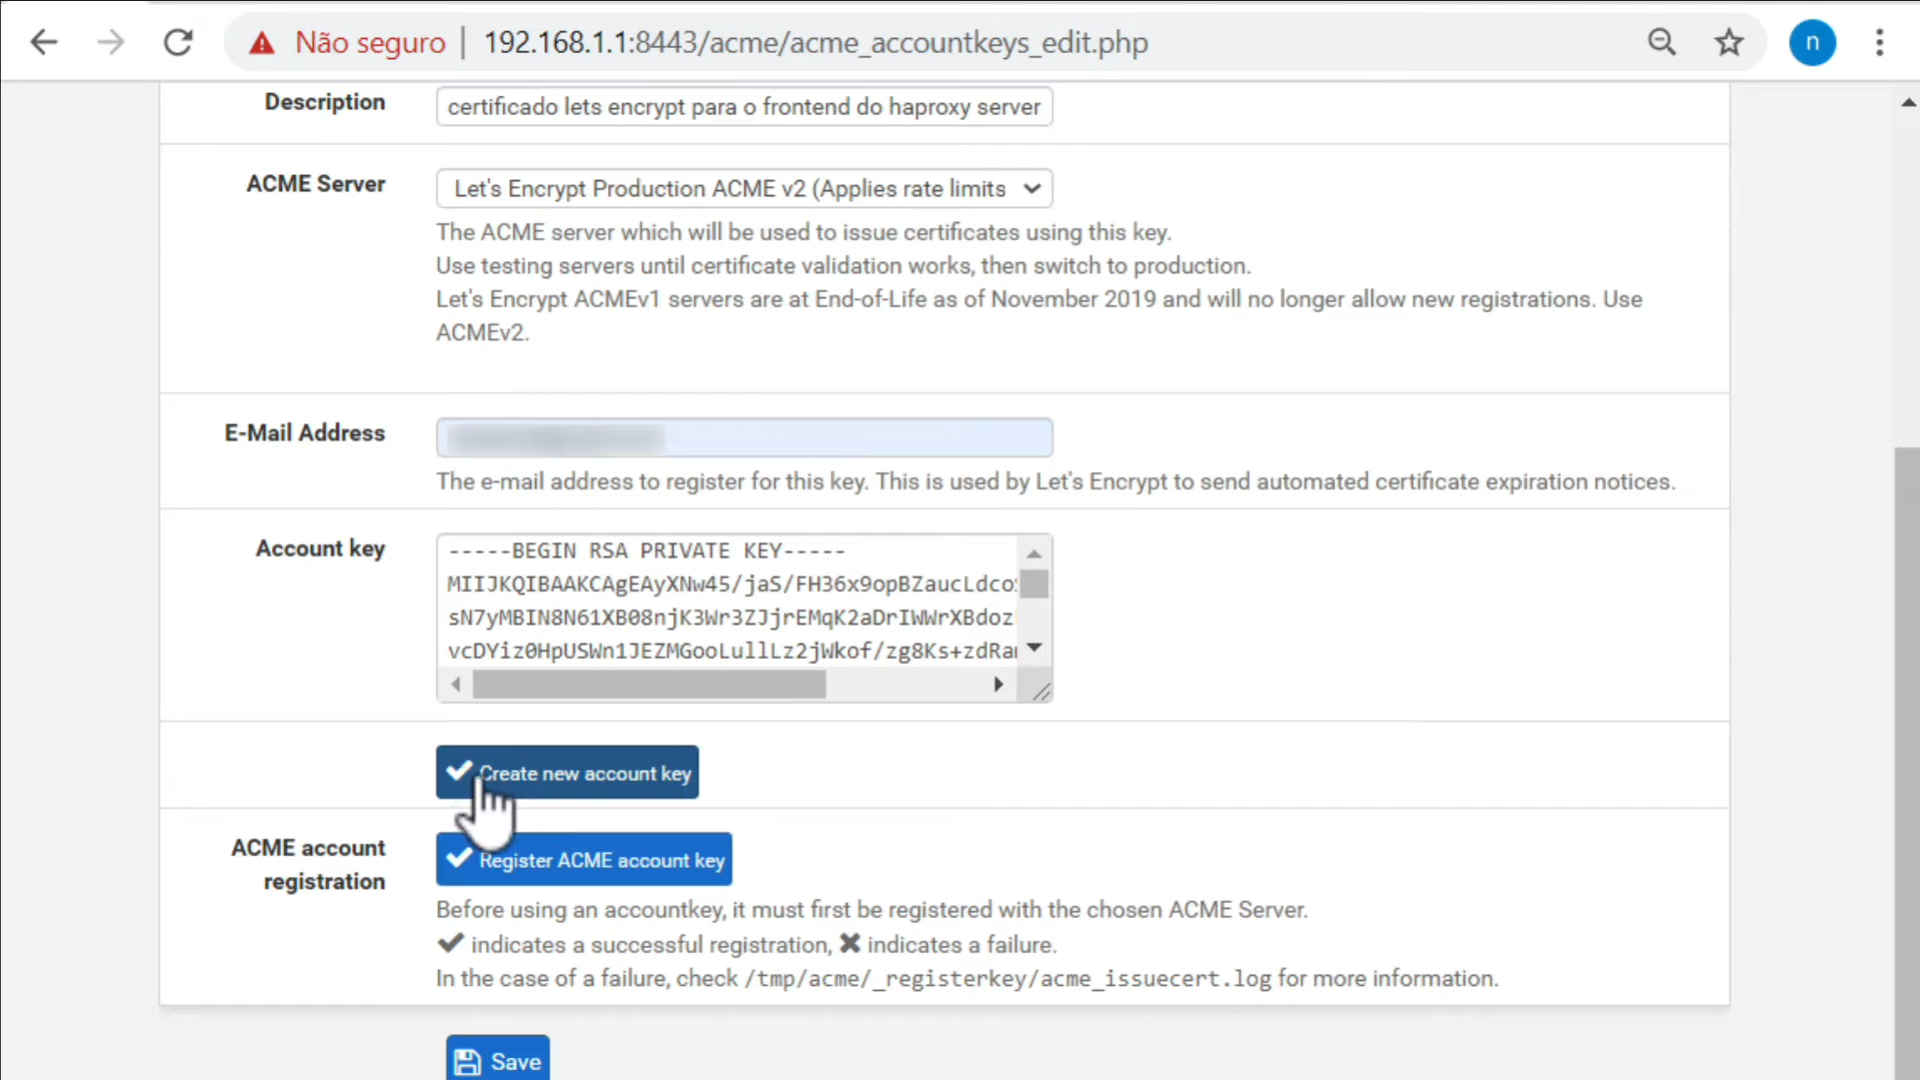 Não seguro | 192.168.1.1:8443/acme/acme_accountkeys_edit.php
n
Description
certificado lets encrypt para o frontend do haproxy server
ACME Server
Let's Encrypt Production ACME v2 (Applies rate limits
The ACME server which will be used to issue certificates using this key.
Use testing servers until certificate validation works, then switch to production.
Let's Encrypt ACMEv1 servers are at End-of-Life as of November 2019 and will no longer allow new registrations. Use
ACMEv2.
E-Mail Address
The e-mail address to register for this key. This is used by Let's Encrypt to send automated certificate expiration notices.
Account key
-----BEGIN RSA PRIVATE KEY-----
MIIJKQIBAAKCAgEAyXNw45/jaS/FH36x9opBZaucLdco
sN7yMBIN8N61XB08njK3Wr3ZJjrEMqK2aDrIWWrXBdoz
vcDYiz0HpUSWn1JEZMGooLullLz2jWkof/zg8Ks+zdRa
Create new account key
ACME account
registration
Register ACME account key
Before using an accountkey, it must first be registered with the chosen ACME Server.
✔ indicates a successful registration, ✖ indicates a failure.
In the case of a failure, check /tmp/acme/_registerkey/acme_issuecert.log for more information.
Save